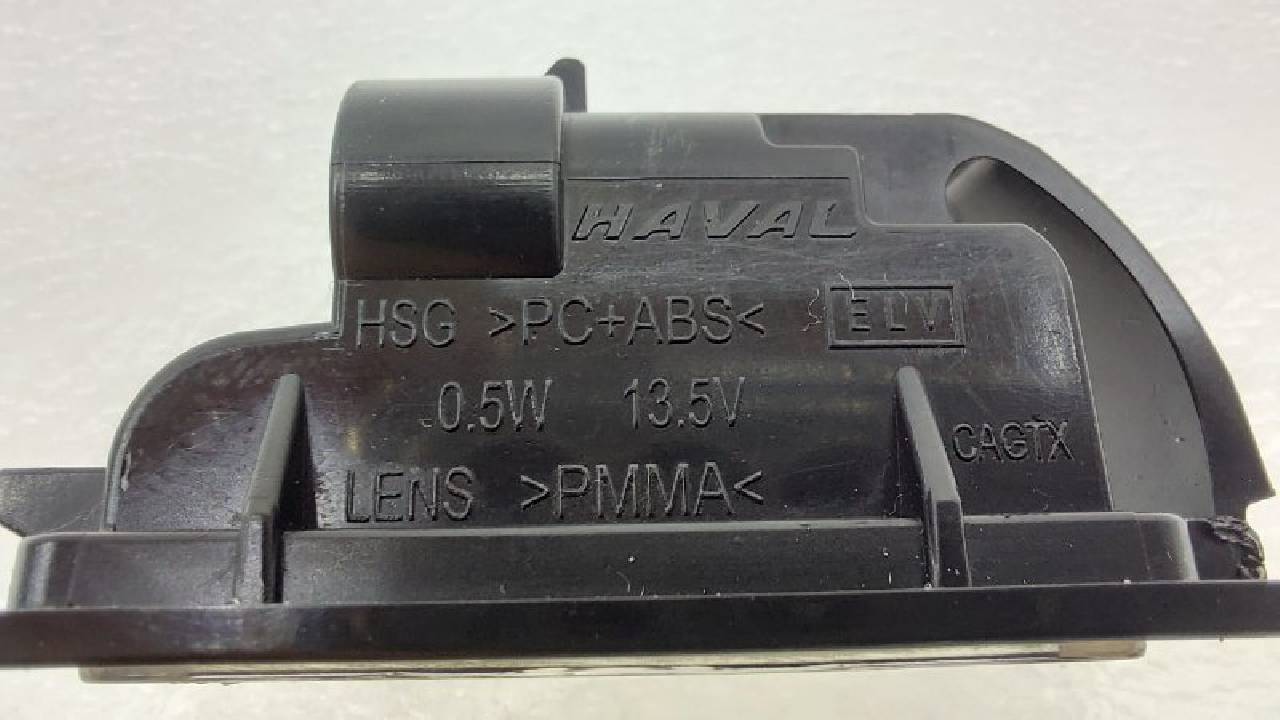 HAVAL
HSG >PC+ABS< ELV
0.5W 13.5V
CAGTX
LENS >PMMA<